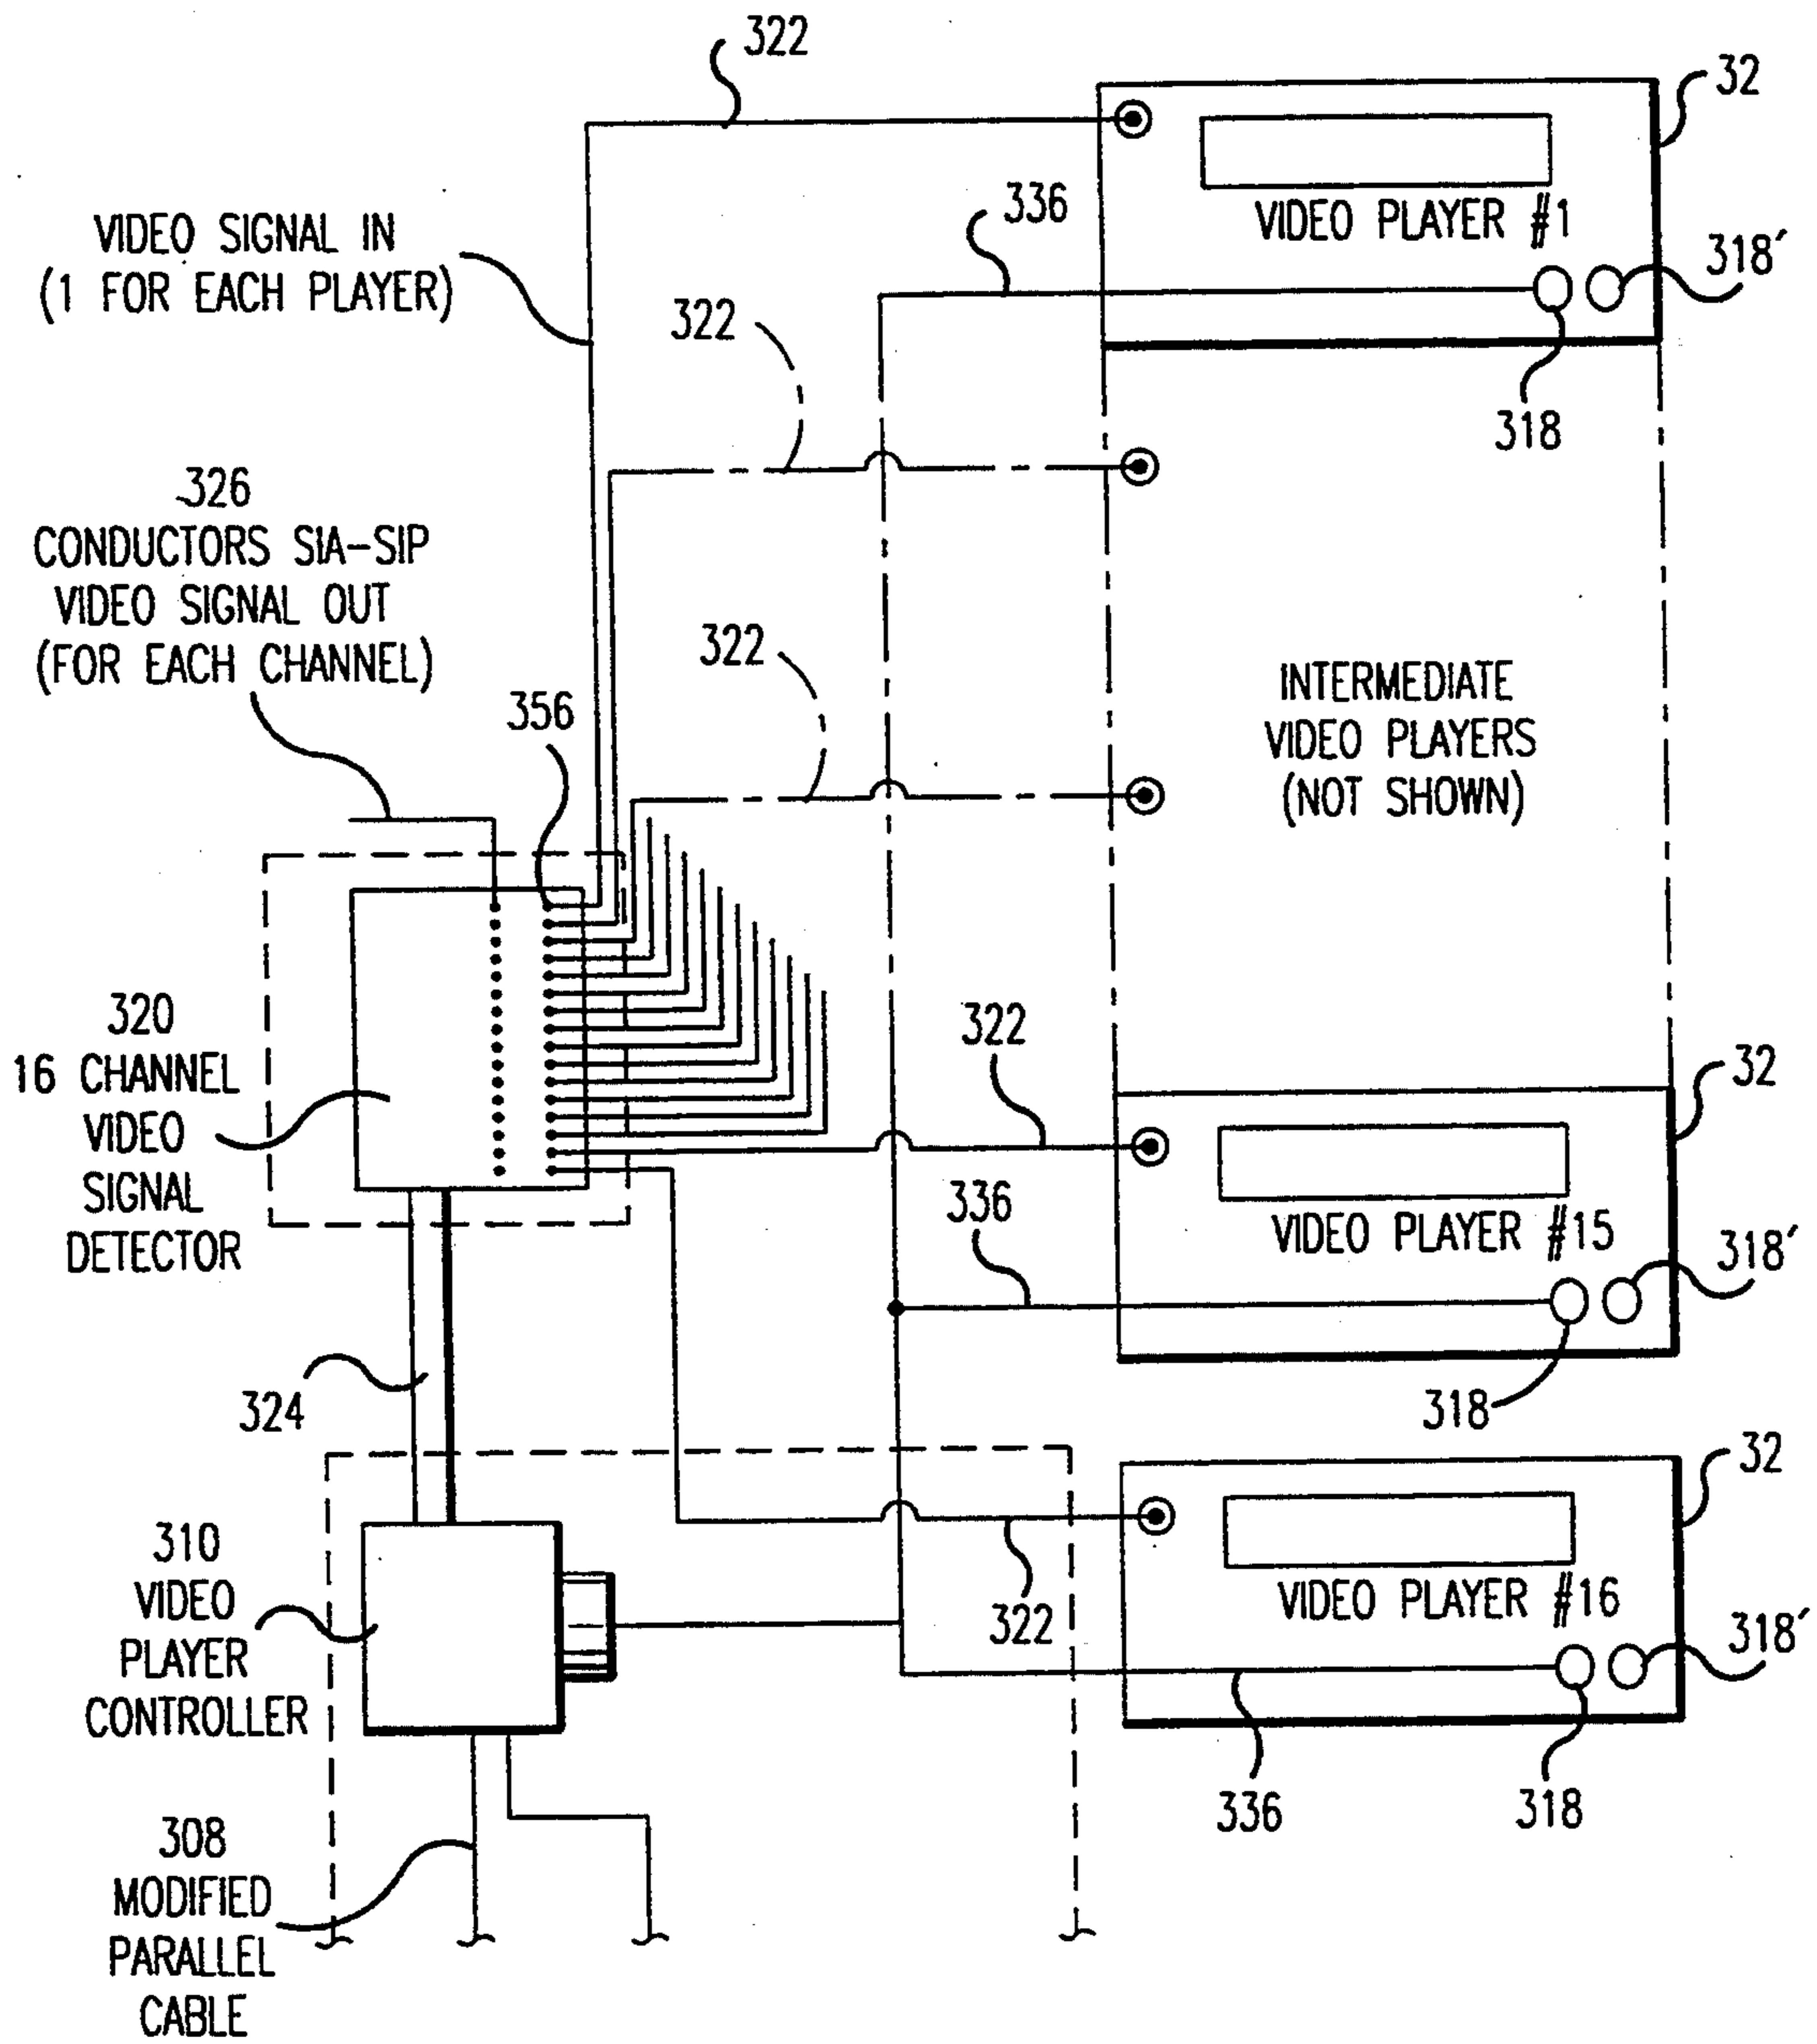 322
32
VIDEO SIGNAL IN
(1 FOR EACH PLAYER)
336
VIDEO PLAYER #1
318'
322
318
326
CONDUCTORS SIA-SIP
VIDEO SIGNAL OUT
(FOR EACH CHANNEL)
322
356
INTERMEDIATE
VIDEO PLAYERS
(NOT SHOWN)
320
16 CHANNEL
VIDEO
SIGNAL
DETECTOR
322
32
336
VIDEO PLAYER #15
318'
324
318
32
310
VIDEO
PLAYER
CONTROLLER
322
VIDEO PLAYER #16
318'
336
318
308
MODIFIED
PARALLEL
CABLE